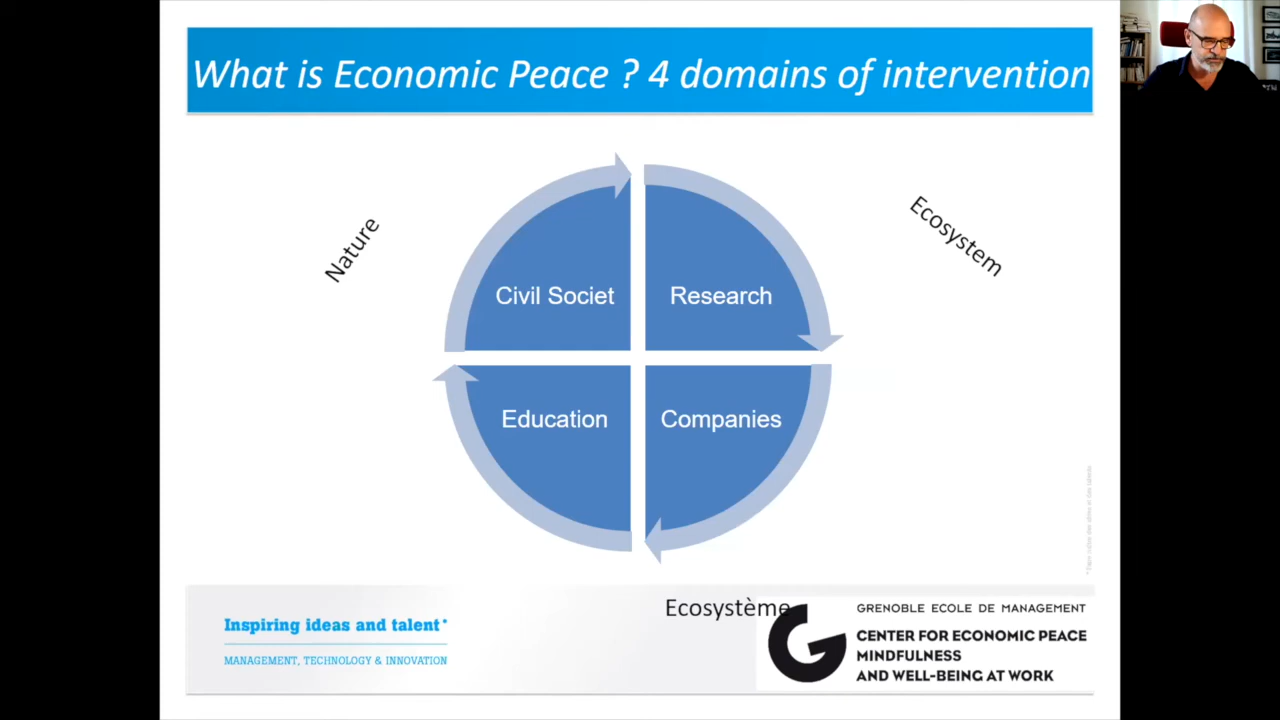 What is Economic Peace ? 4 domains of intervention
Nature
Ecosystem
Civil Societ
Research
Education
Companies
Ecosystème
Inspiring ideas and talent*
MANAGEMENT, TECHNOLOGY & INNOVATION
GRENOBLE ECOLE DE MANAGEMENT
CENTER FOR ECONOMIC PEACE
MINDFULNESS
AND WELL-BEING AT WORK